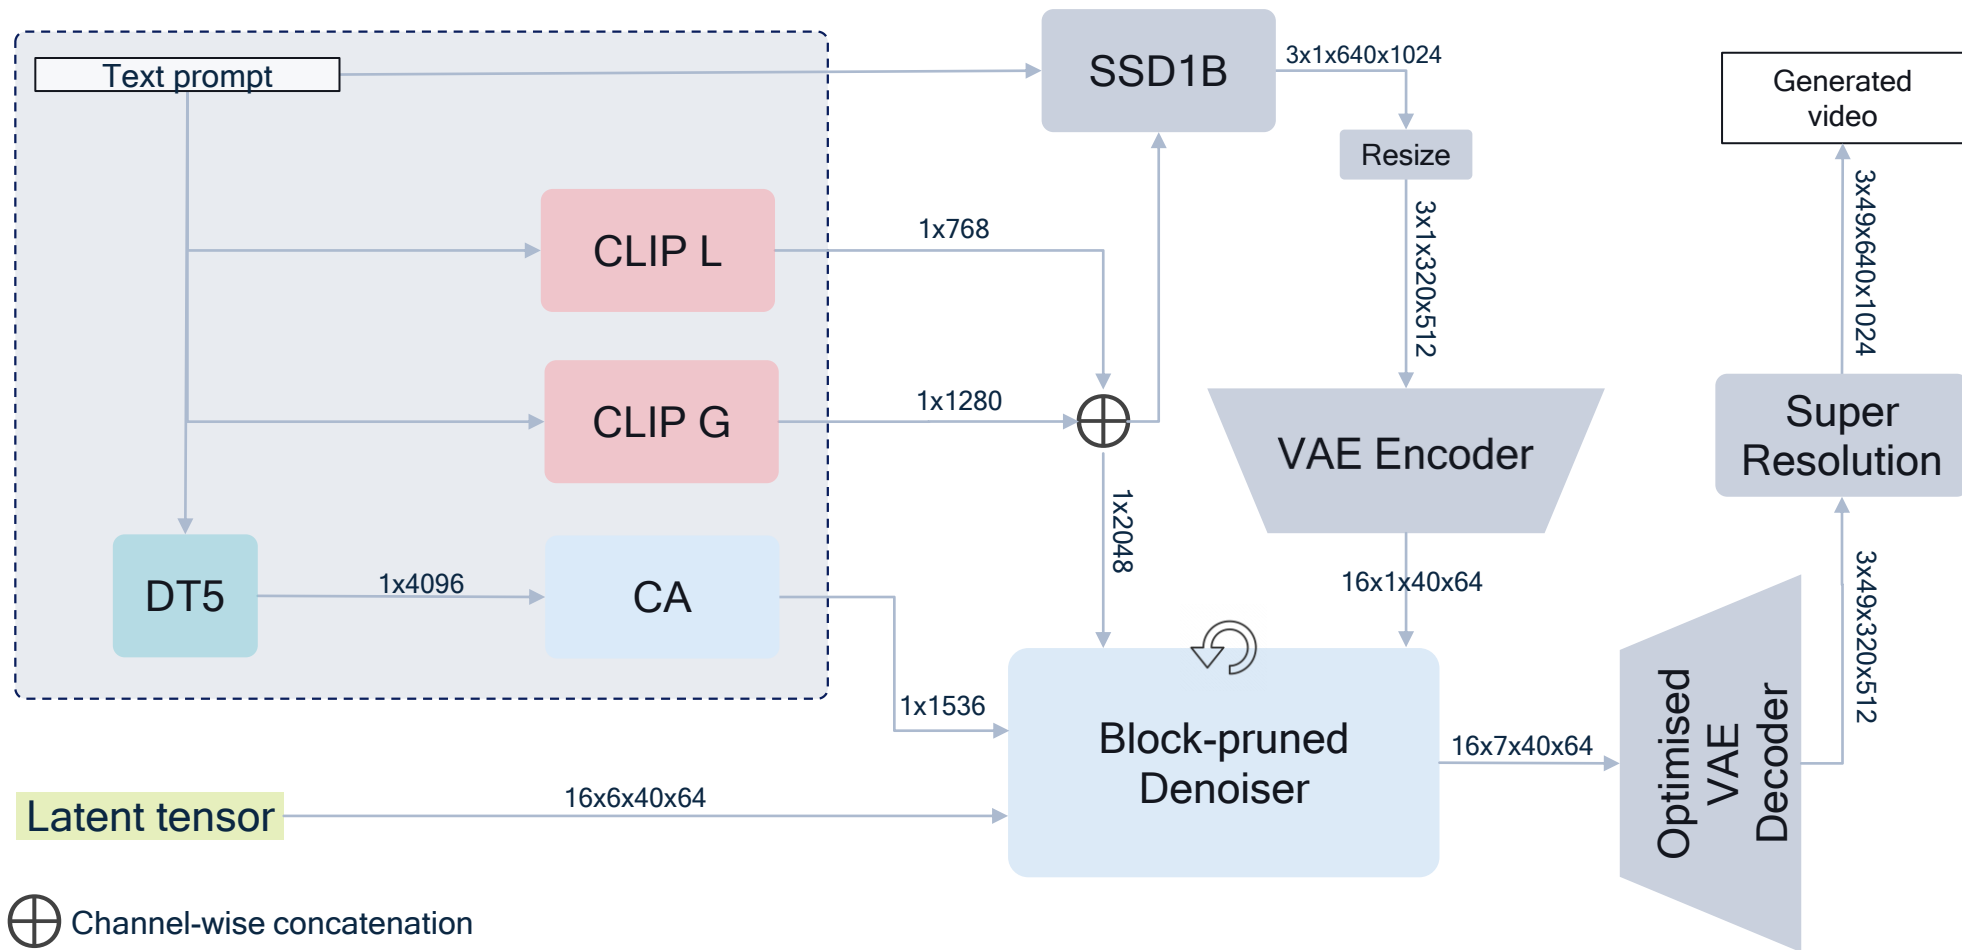 Text prompt
SSD1B
3x1x640x1024
Resize
Generated
video
CLIP L
1x768
3x1x320x512
3x49x640x1024
CLIP G
1x1280
VAE Encoder
Super
Resolution
1x2048
DT5
1x4096
CA
16x1x40x64
3x49x320x512
1x1536
Block-pruned
Denoiser
16x7x40x64
Optimised
VAE
Decoder
Latent tensor
16x6x40x64
Channel-wise concatenation